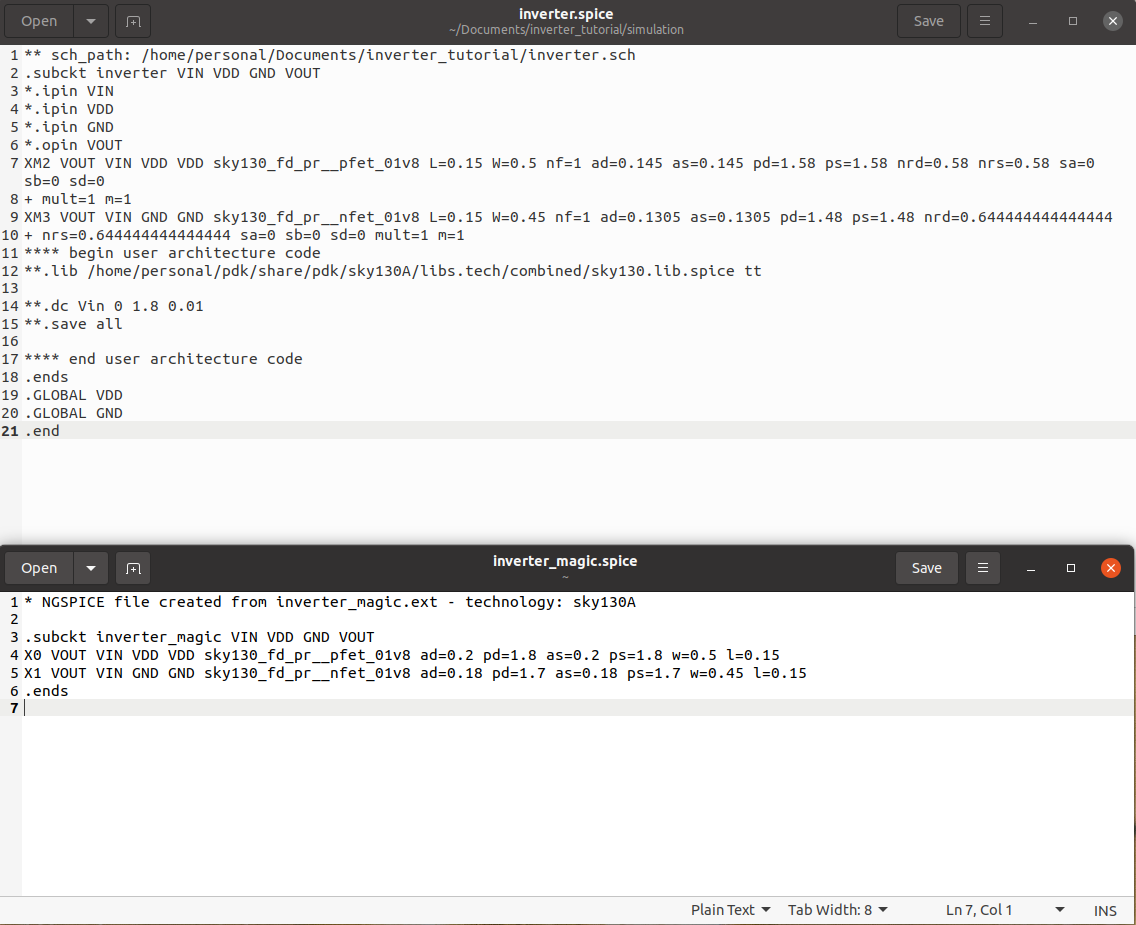 Open
inverter.spice
~/Documents/inverter_tutorial/simulation
Save
1 ** sch_path: /home/personal/Documents/inverter_tutorial/inverter.sch
2 .subckt inverter VIN VDD GND VOUT
3 *.ipin VIN
4 *.ipin VDD
5 *.ipin GND
6 *.opin VOUT
7 XM2 VOUT VIN VDD VDD sky130_fd_pr__pfet_01v8 L=0.15 W=0.5 nf=1 ad=0.145 as=0.145 pd=1.58 ps=1.58 nrd=0.58 nrs=0.58 sa=0
sb=0 sd=0
8 + mult=1 m=1
9 XM3 VOUT VIN GND GND sky130_fd_pr__nfet_01v8 L=0.15 W=0.45 nf=1 ad=0.1305 as=0.1305 pd=1.48 ps=1.48 nrd=0.644444444444444
10 + nrs=0.644444444444444 sa=0 sb=0 sd=0 mult=1 m=1
11 **** begin user architecture code
12 **.lib /home/personal/pdk/share/pdk/sky130A/libs.tech/combined/sky130.lib.spice tt
13
14 **.dc Vin 0 1.8 0.01
15 **.save all
16
17 **** end user architecture code
18 .ends
19 .GLOBAL VDD
20 .GLOBAL GND
21 .end
Open
inverter_magic.spice
~
Save
1 * NGSPICE file created from inverter_magic.ext - technology: sky130A
2
3 .subckt inverter_magic VIN VDD GND VOUT
4 X0 VOUT VIN VDD VDD sky130_fd_pr__pfet_01v8 ad=0.2 pd=1.8 as=0.2 ps=1.8 w=0.5 l=0.15
5 X1 VOUT VIN GND GND sky130_fd_pr__nfet_01v8 ad=0.18 pd=1.7 as=0.18 ps=1.7 w=0.45 l=0.15
6 .ends
7
Plain Text Tab Width: 8 Ln 7, Col 1 INS